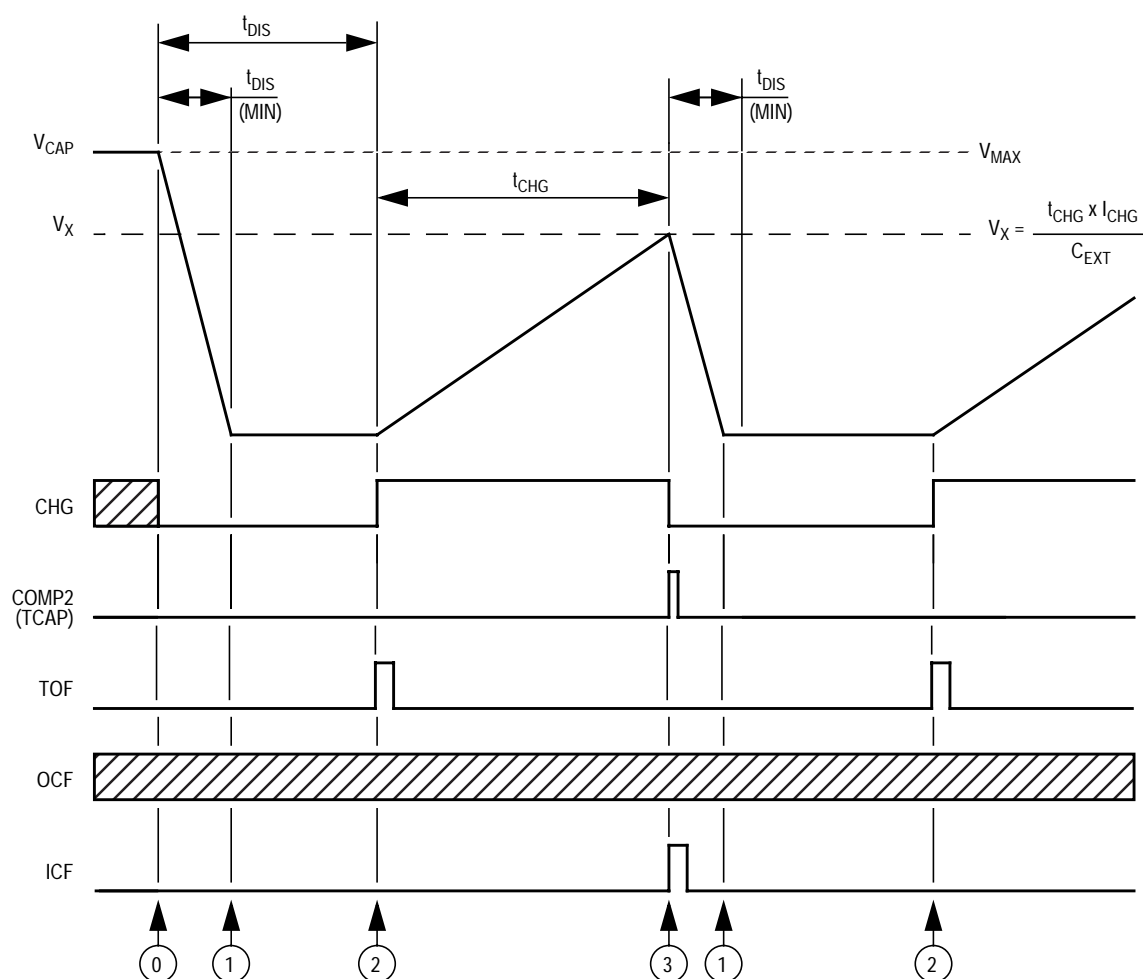 tDIS
tDIS
(MIN)
tDIS
(MIN)
VCAP
VMAX
tCHG
VX
VX = tCHG x ICHG
CEXT
CHG
COMP2
(TCAP)
TOF
OCF
ICF
0 1 2 3 1 2